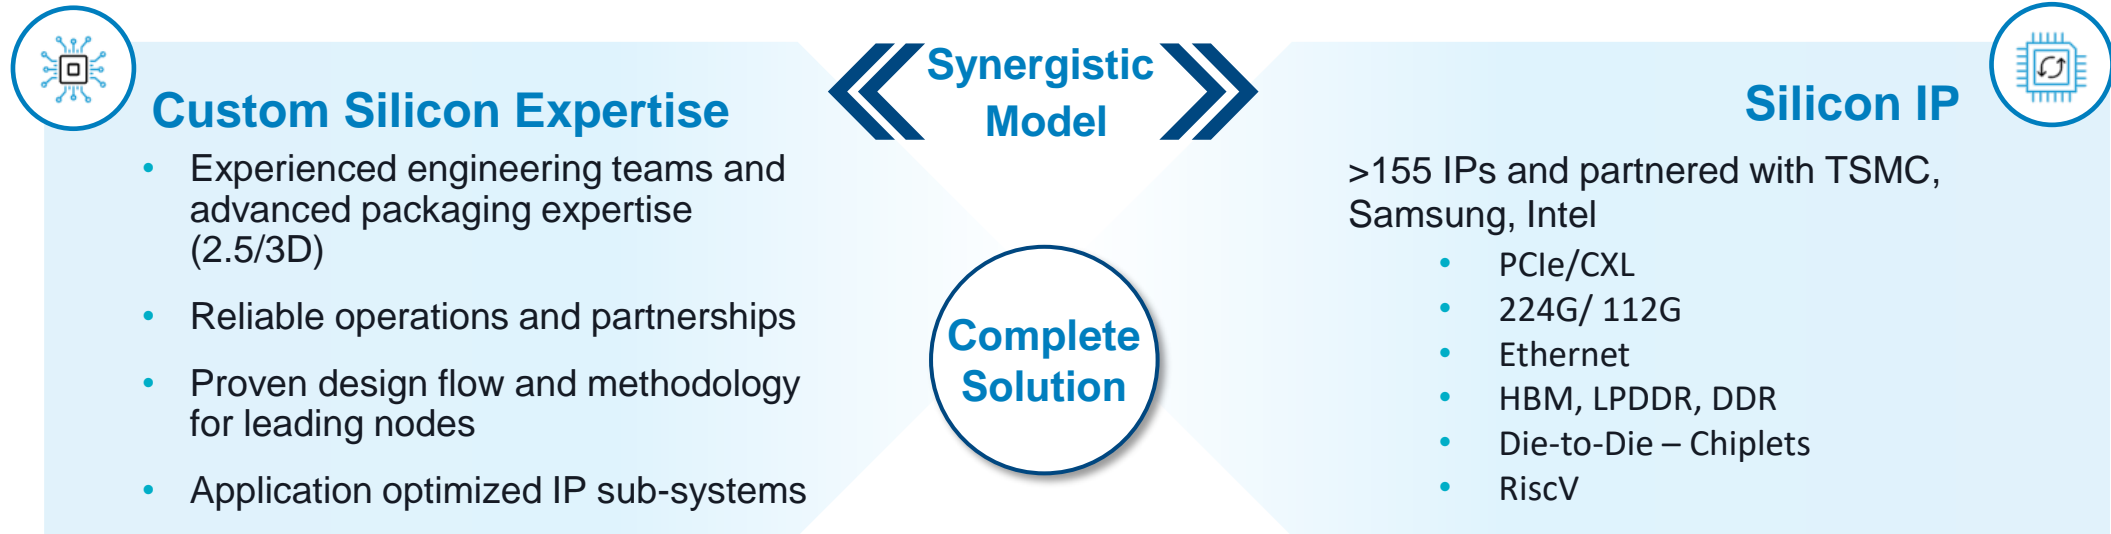 Custom Silicon Expertise
• Experienced engineering teams and
advanced packaging expertise
(2.5/3D)
• Reliable operations and partnerships
• Proven design flow and methodology
for leading nodes
• Application optimized IP sub-systems
Synergistic
Model
Complete
Solution
Silicon IP
>155 IPs and partnered with TSMC,
Samsung, Intel
• PCIe/CXL
• 224G/ 112G
• Ethernet
• HBM, LPDDR, DDR
• Die-to-Die – Chiplets
• RiscV